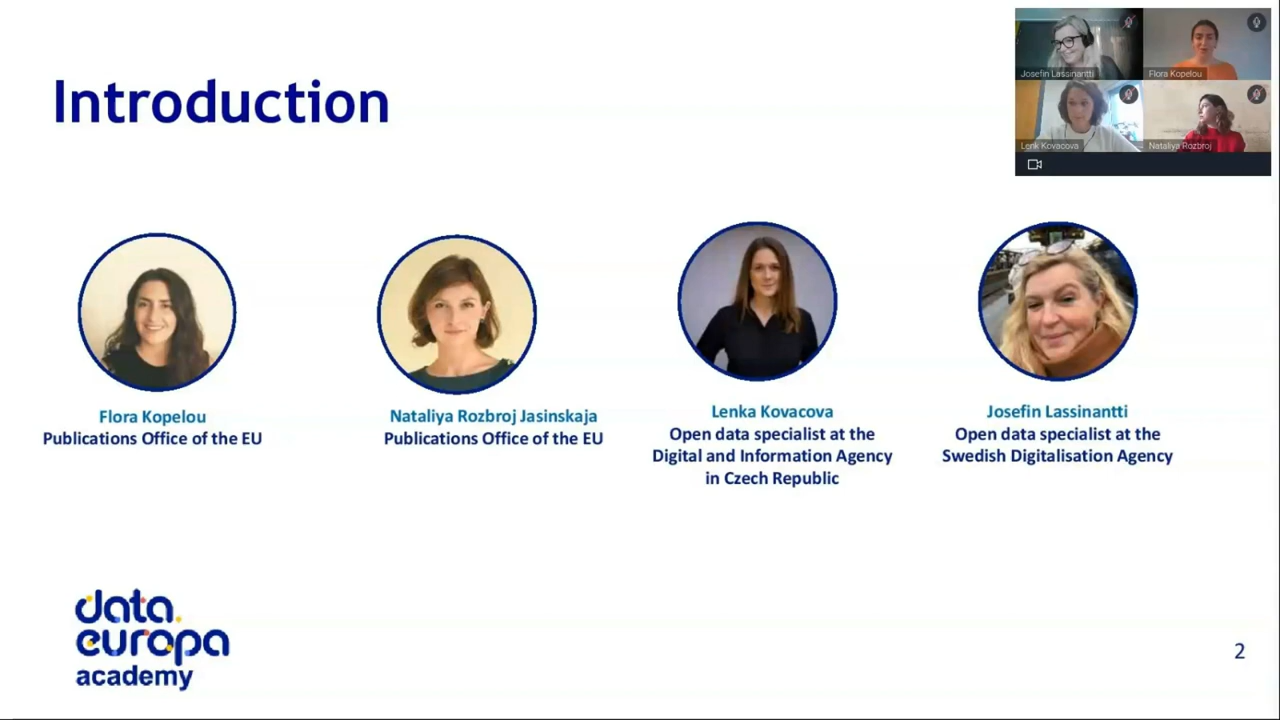 Introduction
Josefin Lassinantti
Flora Kopelou
Lenk Kovacova
Nataliya Rozbroj
Flora Kopelou
Publications Office of the EU
Nataliya Rozbroj Jasinskaja
Publications Office of the EU
Lenka Kovacova
Open data specialist at the
Digital and Information Agency
in Czech Republic
Josefin Lassinantti
Open data specialist at the
Swedish Digitalisation Agency
data.
europa
academy
2